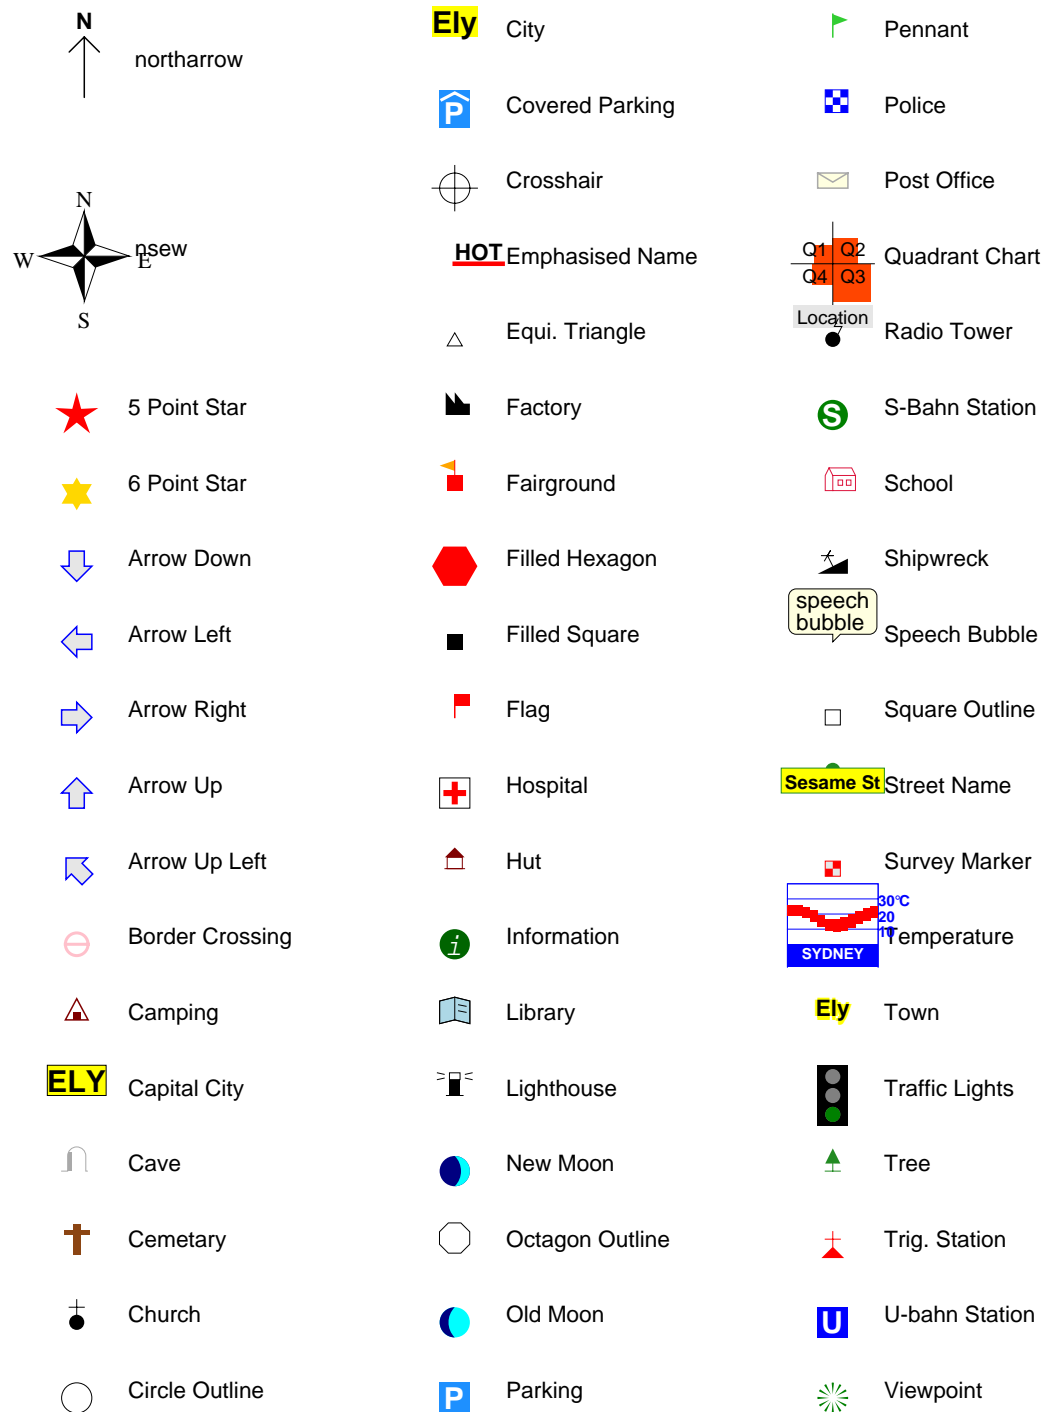 N
northarrow
N
W
E
S
nsew
5 Point Star
6 Point Star
Arrow Down
Arrow Left
Arrow Right
Arrow Up
Arrow Up Left
Border Crossing
Camping
ELY
Capital City
Cave
Cemetary
Church
Circle Outline
Ely
City
P
Covered Parking
Crosshair
HOT
Emphasised Name
Equi. Triangle
Factory
Fairground
Filled Hexagon
Filled Square
Flag
Hospital
Hut
i
Information
Library
Lighthouse
New Moon
Octagon Outline
Old Moon
P
Parking
Pennant
Police
Post Office
Q1 Q2
Q4 Q3
Quadrant Chart
Location
Radio Tower
S
S-Bahn Station
School
Shipwreck
speech
bubble
Speech Bubble
Square Outline
Sesame St
Street Name
Survey Marker
30°C
20
10
SYDNEY
Temperature
Ely
Town
Traffic Lights
Tree
Trig. Station
U
U-bahn Station
Viewpoint